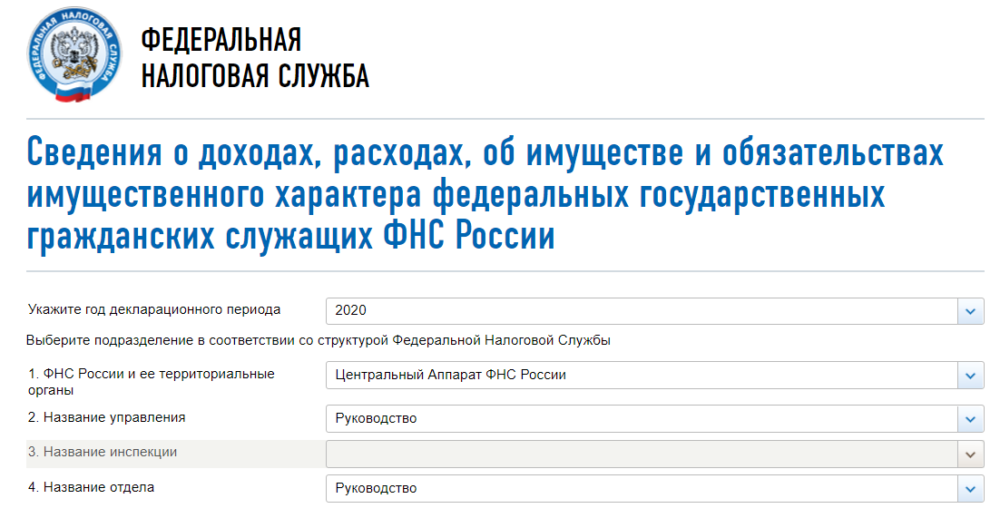 ФЕДЕРАЛЬНАЯ НАЛОГОВАЯ СЛУЖБА
ФЕДЕРАЛЬНАЯ
НАЛОГОВАЯ СЛУЖБА
Сведения о доходах, расходах, об имуществе и обязательствах
имущественного характера федеральных государственных
гражданских служащих ФНС России
Укажите год декларационного периода
2020
Выберите подразделение в соответствии со структурой Федеральной Налоговой Службы
1. ФНС России и ее территориальные
органы
Центральный Аппарат ФНС России
2. Название управления
Руководство
3. Название инспекции
4. Название отдела
Руководство